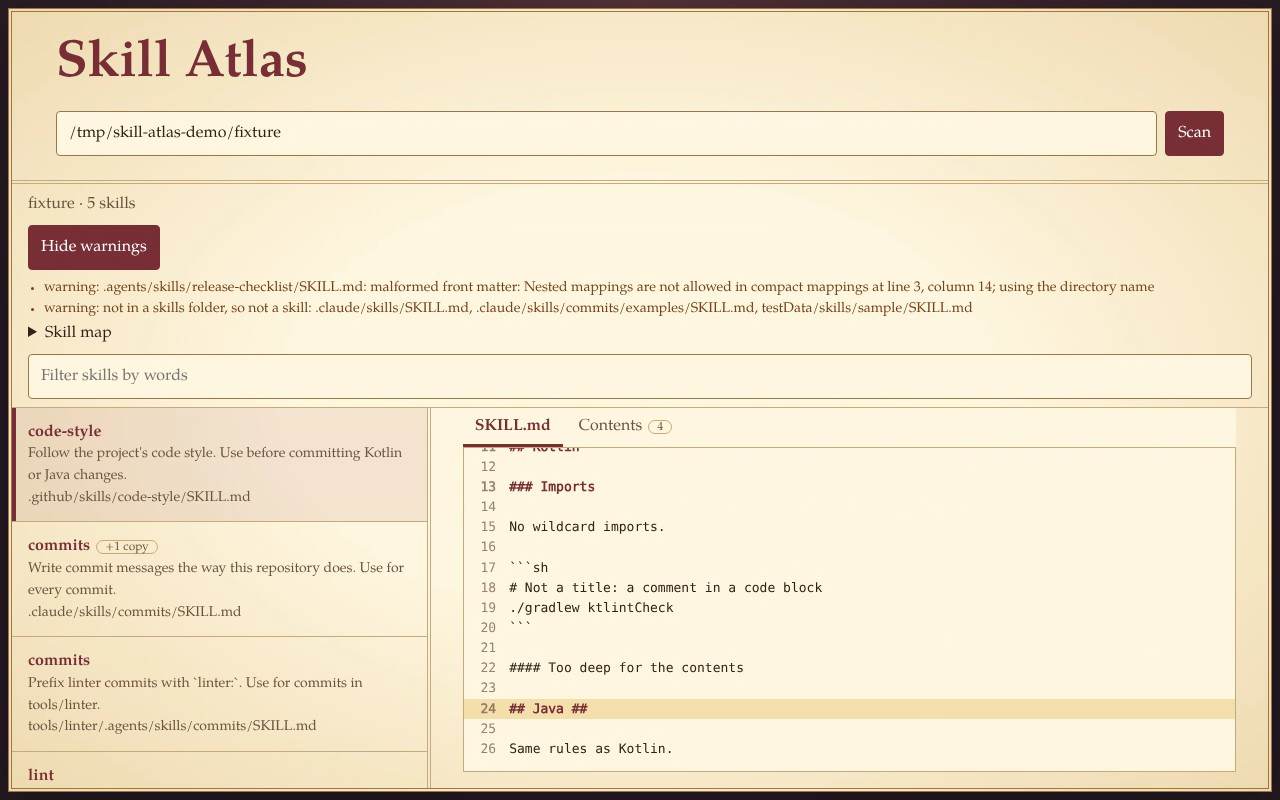 Skill Atlas
/tmp/skill-atlas-demo/fixture
Scan
fixture · 5 skills
Hide warnings
• warning: .agents/skills/release-checklist/SKILL.md: malformed front matter: Nested mappings are not allowed in compact mappings at line 3, column 14; using the directory name
• warning: not in a skills folder, so not a skill: .claude/skills/SKILL.md, .claude/skills/commits/examples/SKILL.md, testData/skills/sample/SKILL.md
▶ Skill map
Filter skills by words
code-style
Follow the project's code style. Use before committing Kotlin
or Java changes.
.github/skills/code-style/SKILL.md
commits +1 copy
Write commit messages the way this repository does. Use for
every commit.
.claude/skills/commits/SKILL.md
commits
Prefix linter commits with `linter:`. Use for commits in
tools/linter.
tools/linter/.agents/skills/commits/SKILL.md
lint
SKILL.md Contents 4
11 ## Kotlin
12
13 ### Imports
14
15 No wildcard imports.
16
17 ```sh
18 # Not a title: a comment in a code block
19 ./gradlew ktlintCheck
20 ```
21
22 #### Too deep for the contents
23
24 ## Java ##
25
26 Same rules as Kotlin.